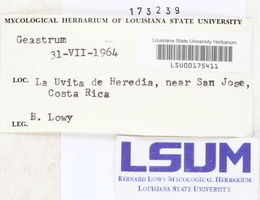 173239
MYCOLOGICAL HERBARIUM OF LOUISIANA STATE UNIVERSITY
Geastrum
31-VII-1964
Louisiana State University Herbarium
LSU00175411
LOC. La Uvita de Heredia, near San Jose,
Costa Rica
B. Lowy
LEG.
LSUM
BERNARD LOWY MYCOLOGICAL HERBARIUM
LOUISIANA STATE UNIVERSITY